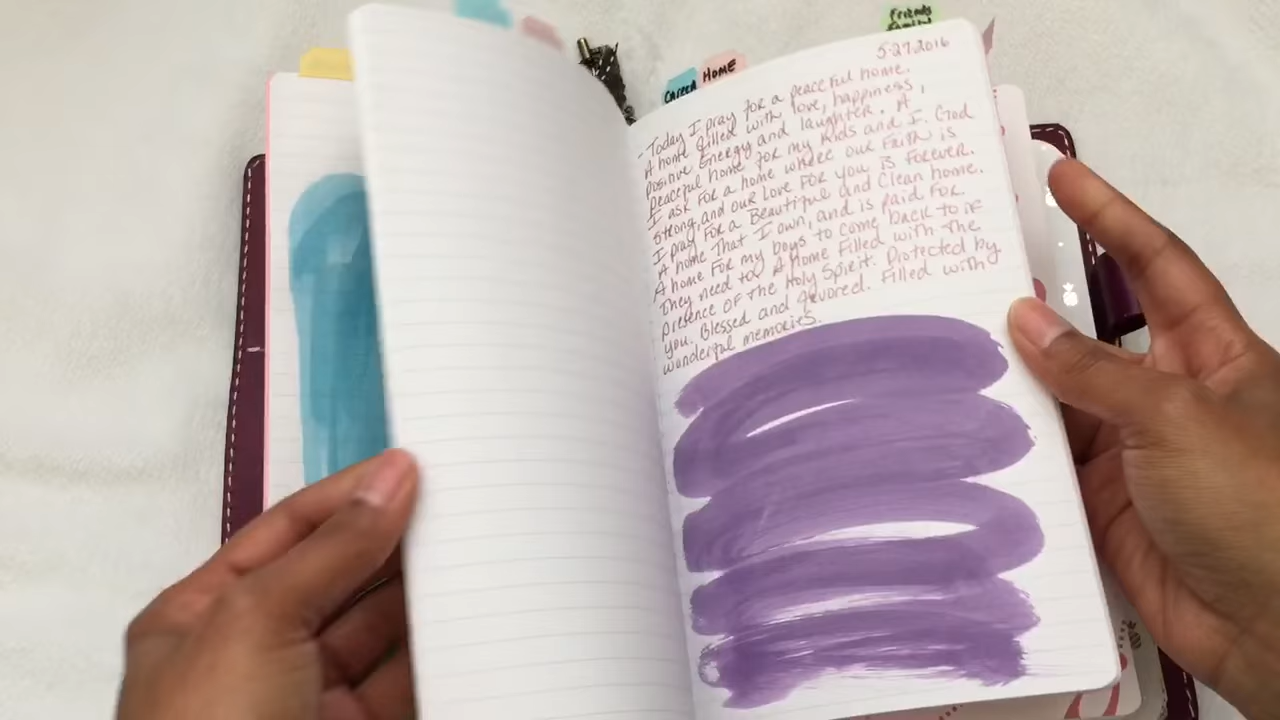 Friends
Family
Career
HOME
5-27-2016
- Today I pray for a peaceful home.
A home filled with love, happiness,
positive Energy and laughter. A
peaceful home for my kids and I. God
I ask for a home where our Faith is
strong, and our love for you is Forever.
I pray For a Beautiful and Clean home.
A home That I own, and is paid For.
A home For my boys to come back to if
They need to. A Home Filled with the
presence of the Holy Spirit. Protected by
you. Blessed and favored. Filled with
wonderful memories.